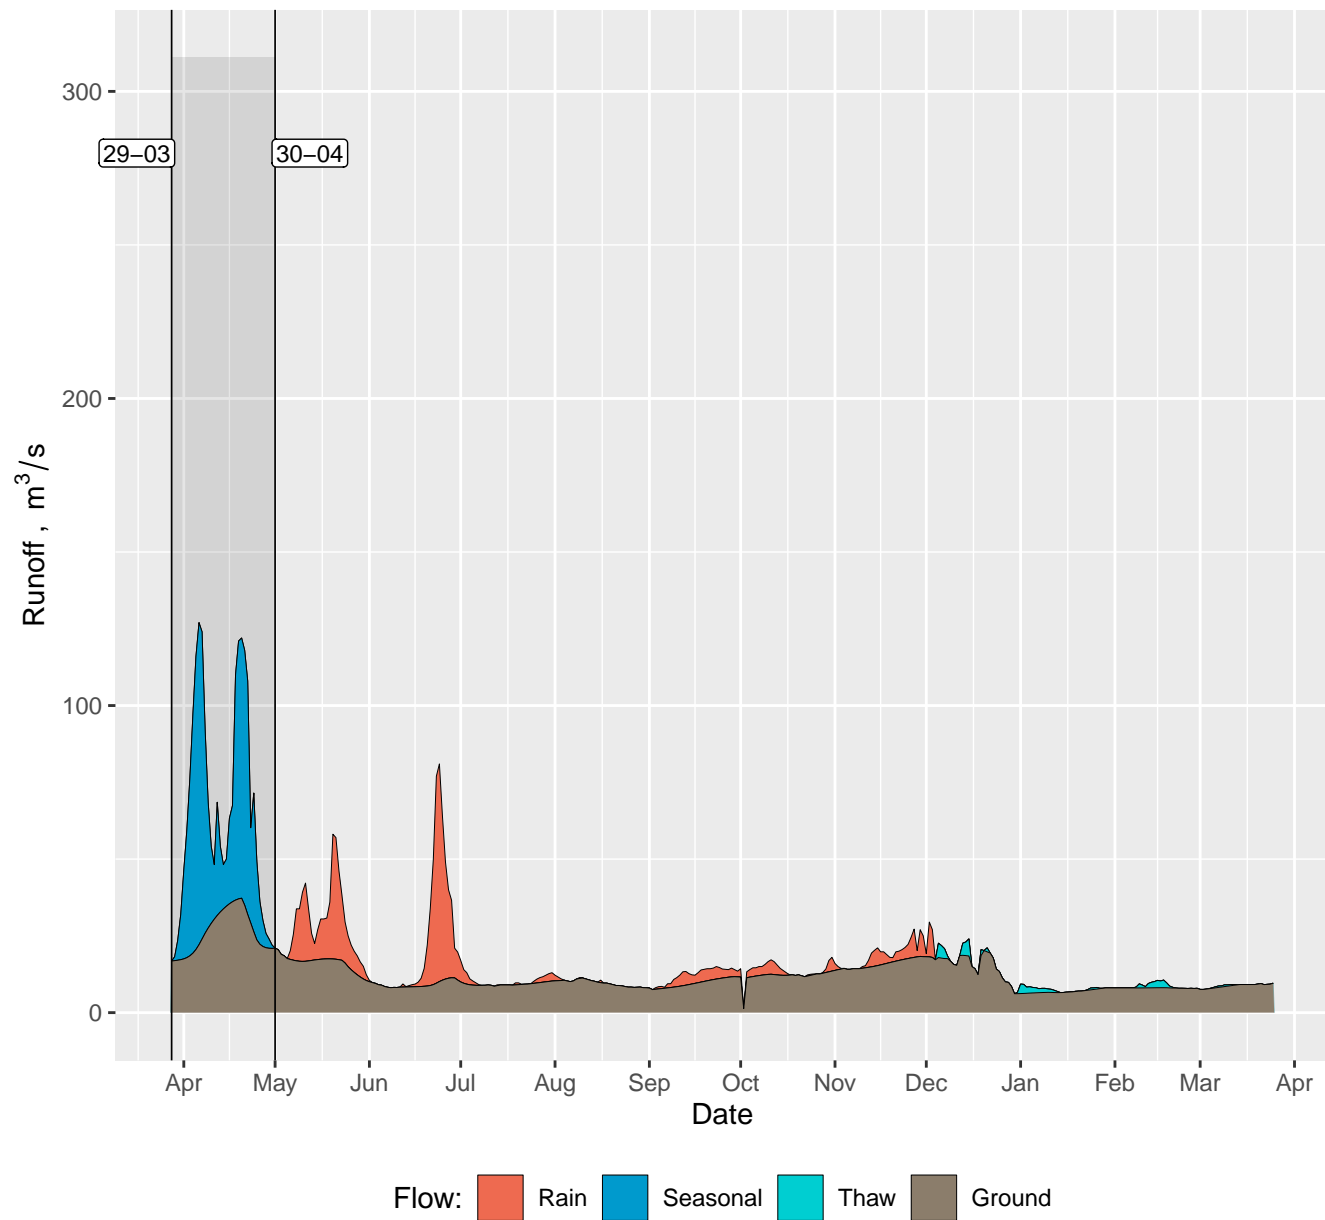 300
29–03 30–04
200
Runoff , m³/s
100
0
Apr May Jun Jul Aug Sep Oct Nov Dec Jan Feb Mar Apr
Date
Flow: Rain Seasonal Thaw Ground